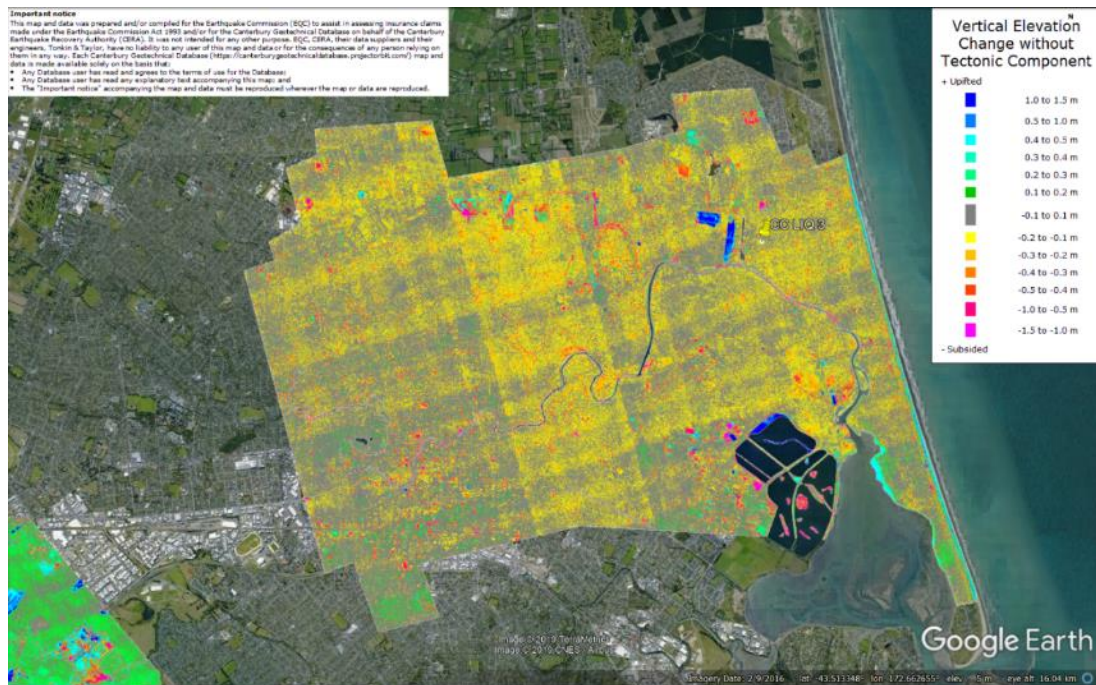 Important notice
This map and data was prepared and/or compiled for the Earthquake Commission (EQC) to assist in assessing insurance claims
made under the Earthquake Commission Act 1993 and/or for the Canterbury Geotechnical Database on behalf of the Canterbury
Earthquake Recovery Authority (CERA). It was not intended for any other purpose. EQC, CERA, their data suppliers and their
engineers, Tonkin & Taylor, have no liability to any user of this map and data or for the consequences of any person relying on
them in any way. Each Canterbury Geotechnical Database (https://canterburygeotechnicaldatabase.projectorbit.com/) map and
data is made available solely on the basis that:
• Any Database user has read and agrees to the terms of use for the Database;
• Any Database user has read any explanatory text accompanying this map; and
• The "Important notice" accompanying the map and data must be reproduced wherever the map or data are reproduced.
N
Vertical Elevation
Change without
Tectonic Component
+ Uplifted
1.0 to 1.5 m
0.5 to 1.0 m
0.4 to 0.5 m
0.3 to 0.4 m
0.2 to 0.3 m
0.1 to 0.2 m
-0.1 to 0.1 m
-0.2 to -0.1 m
-0.3 to -0.2 m
-0.4 to -0.3 m
-0.5 to -0.4 m
-1.0 to -0.5 m
-1.5 to -1.0 m
- Subsided
CC LIQ 3
Image © 2019 TerraMetrics
Image © 2019 CNES / Airbus
Google Earth
Imagery Date: 2/9/2016 lat -43.513348° lon 172.662655° elev 5 m eye alt 16.04 km